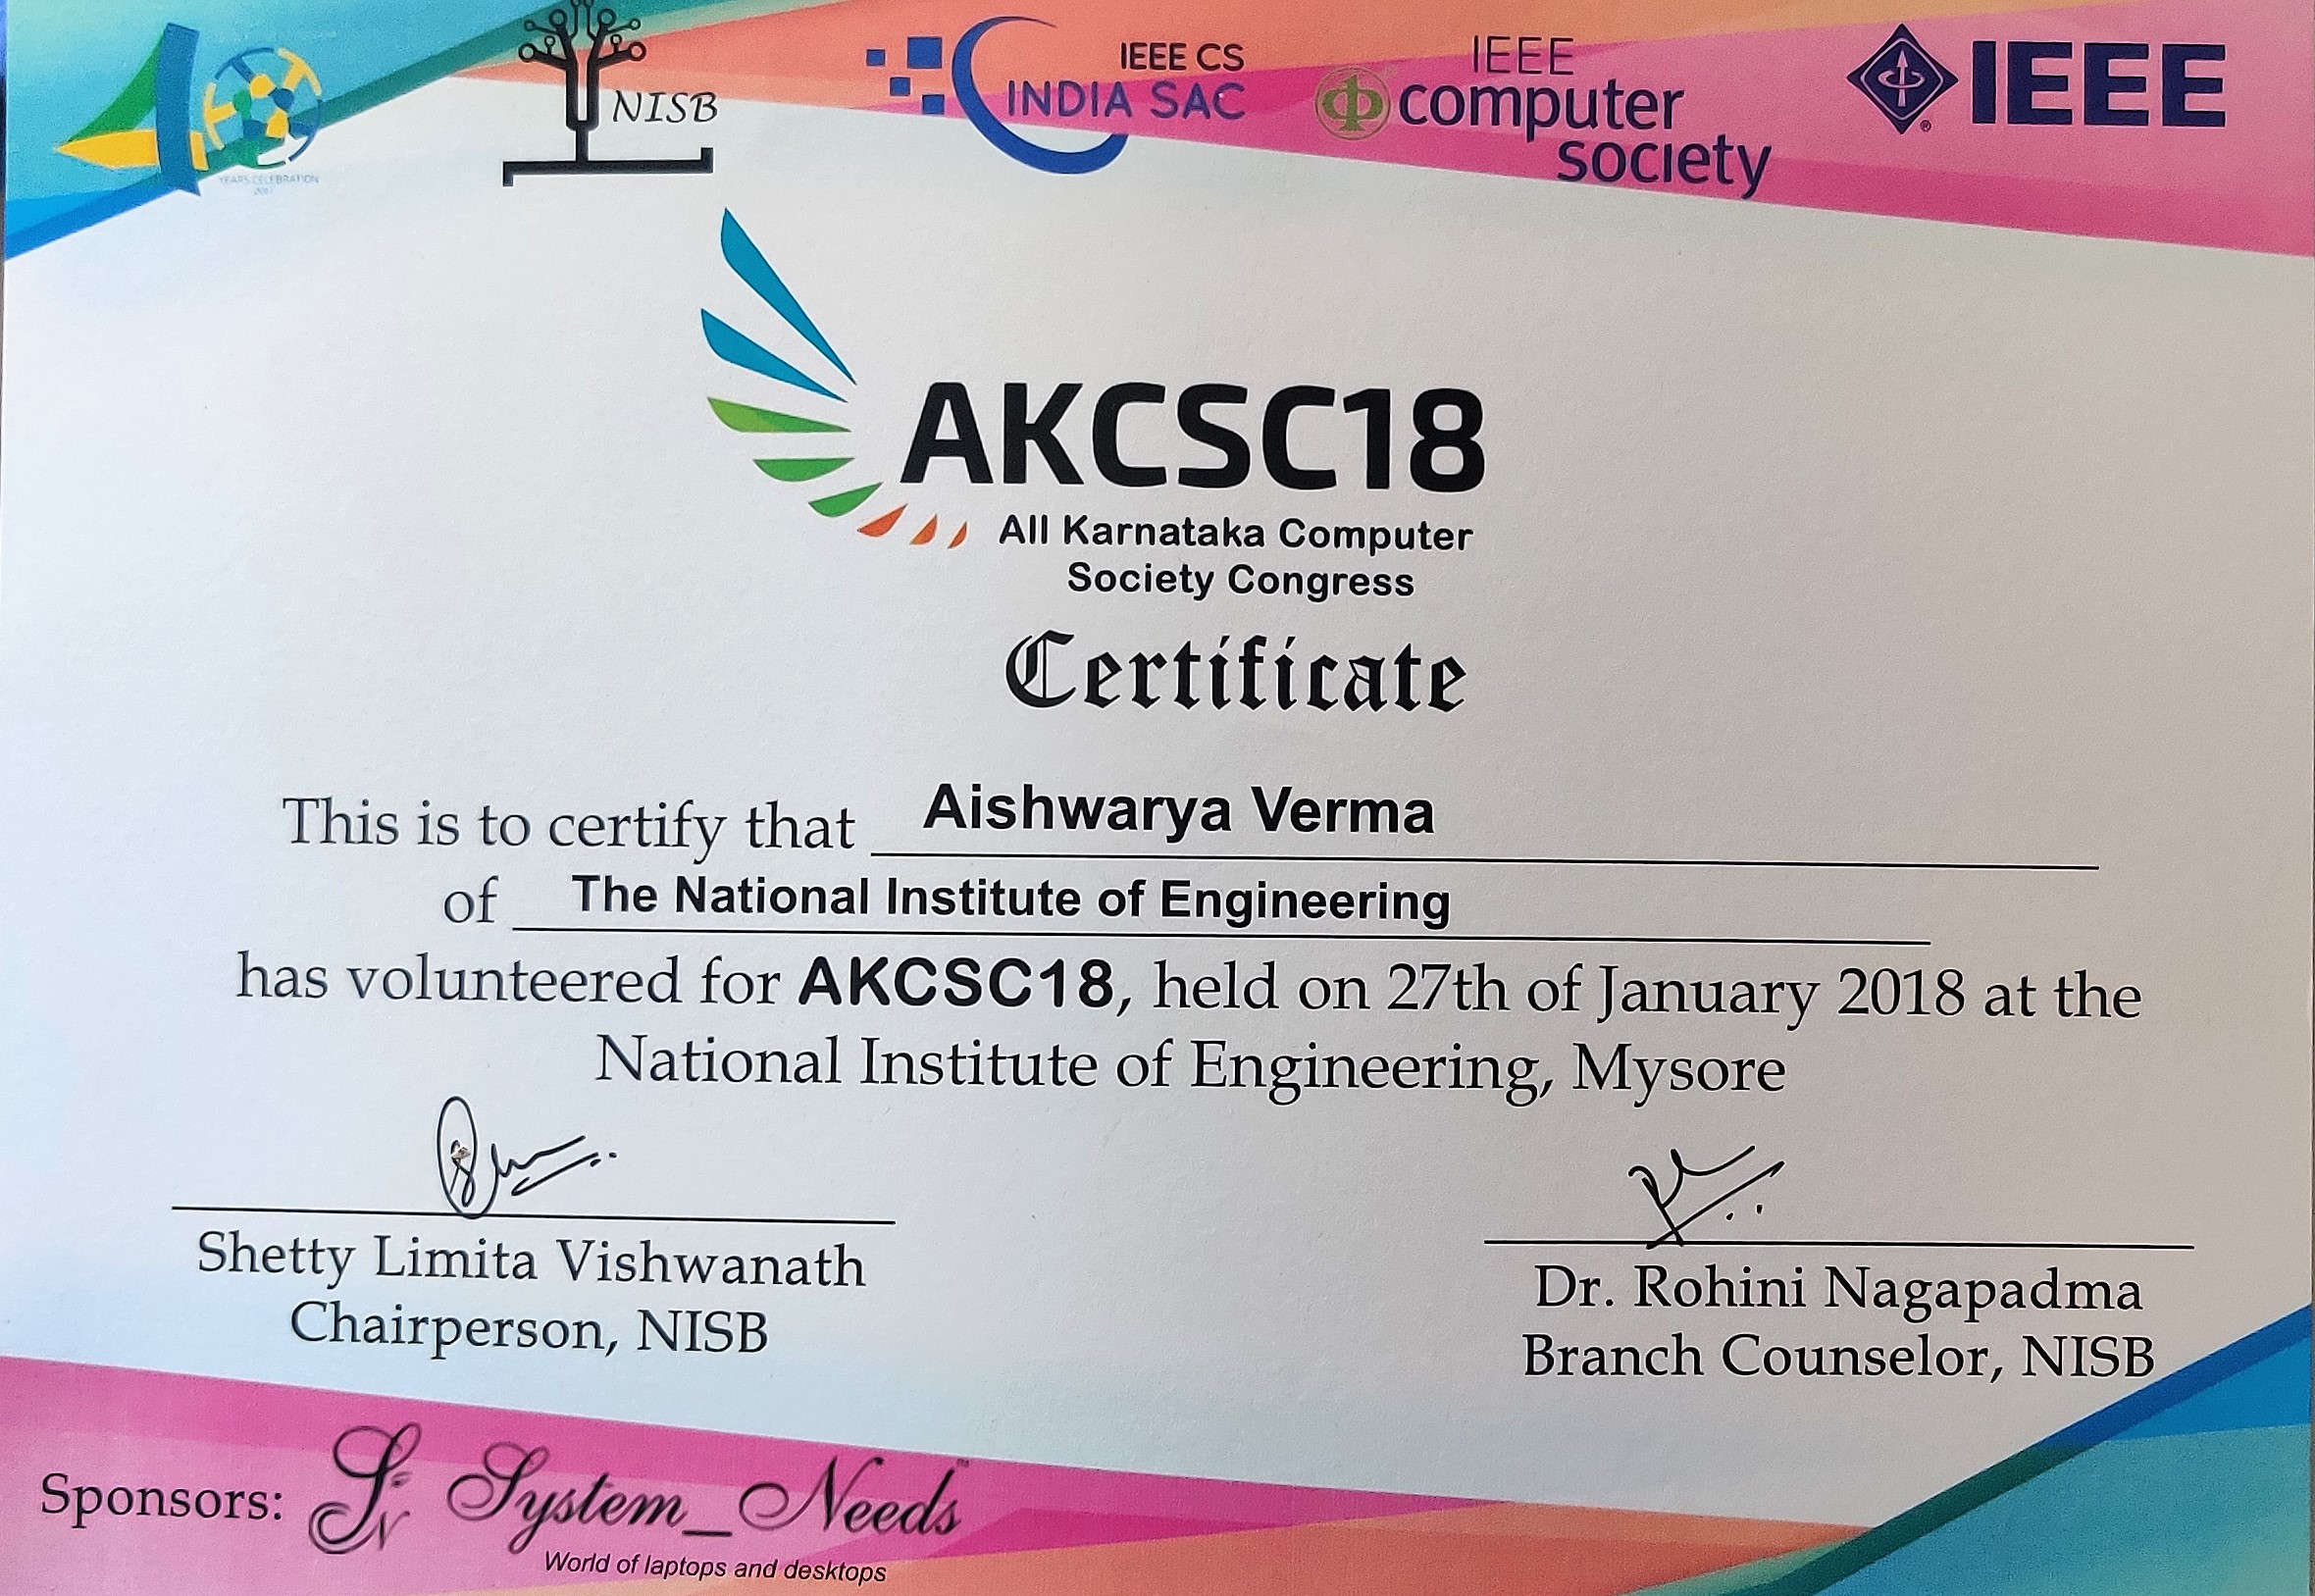 YEARS CELEBRATION
NISB
IEEE CS
INDIA SAC
IEEE
computer
society
IEEE
AKCSC18
All Karnataka Computer
Society Congress
Certificate
This is to certify that Aishwarya Verma
of The National Institute of Engineering
has volunteered for AKCSC18, held on 27th of January 2018 at the
National Institute of Engineering, Mysore
Shetty Limita Vishwanath
Chairperson, NISB
Dr. Rohini Nagapadma
Branch Counselor, NISB
Sponsors: System_Needs
World of laptops and desktops